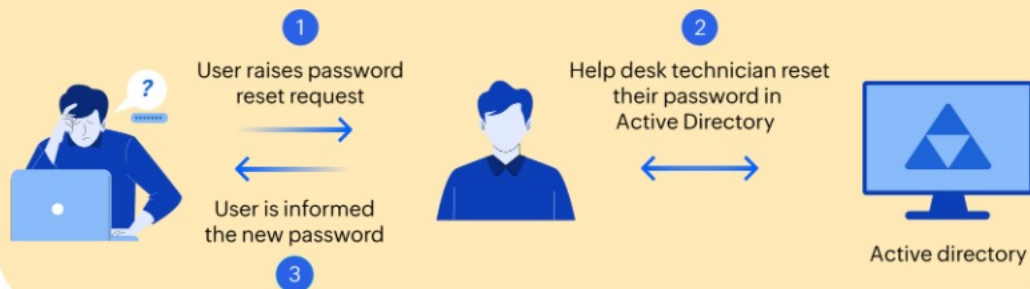 1
User raises password
reset request
2
Help desk technician reset
their password in
Active Directory
?
User is informed
the new password
3
Active directory